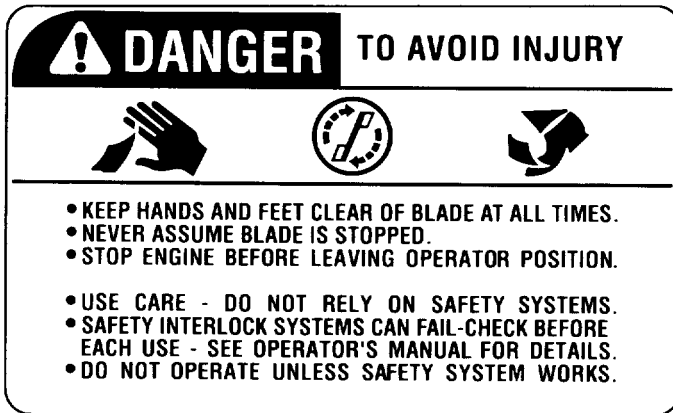 DANGER TO AVOID INJURY
• KEEP HANDS AND FEET CLEAR OF BLADE AT ALL TIMES.
• NEVER ASSUME BLADE IS STOPPED.
• STOP ENGINE BEFORE LEAVING OPERATOR POSITION.
• USE CARE - DO NOT RELY ON SAFETY SYSTEMS.
• SAFETY INTERLOCK SYSTEMS CAN FAIL-CHECK BEFORE
EACH USE - SEE OPERATOR'S MANUAL FOR DETAILS.
• DO NOT OPERATE UNLESS SAFETY SYSTEM WORKS.